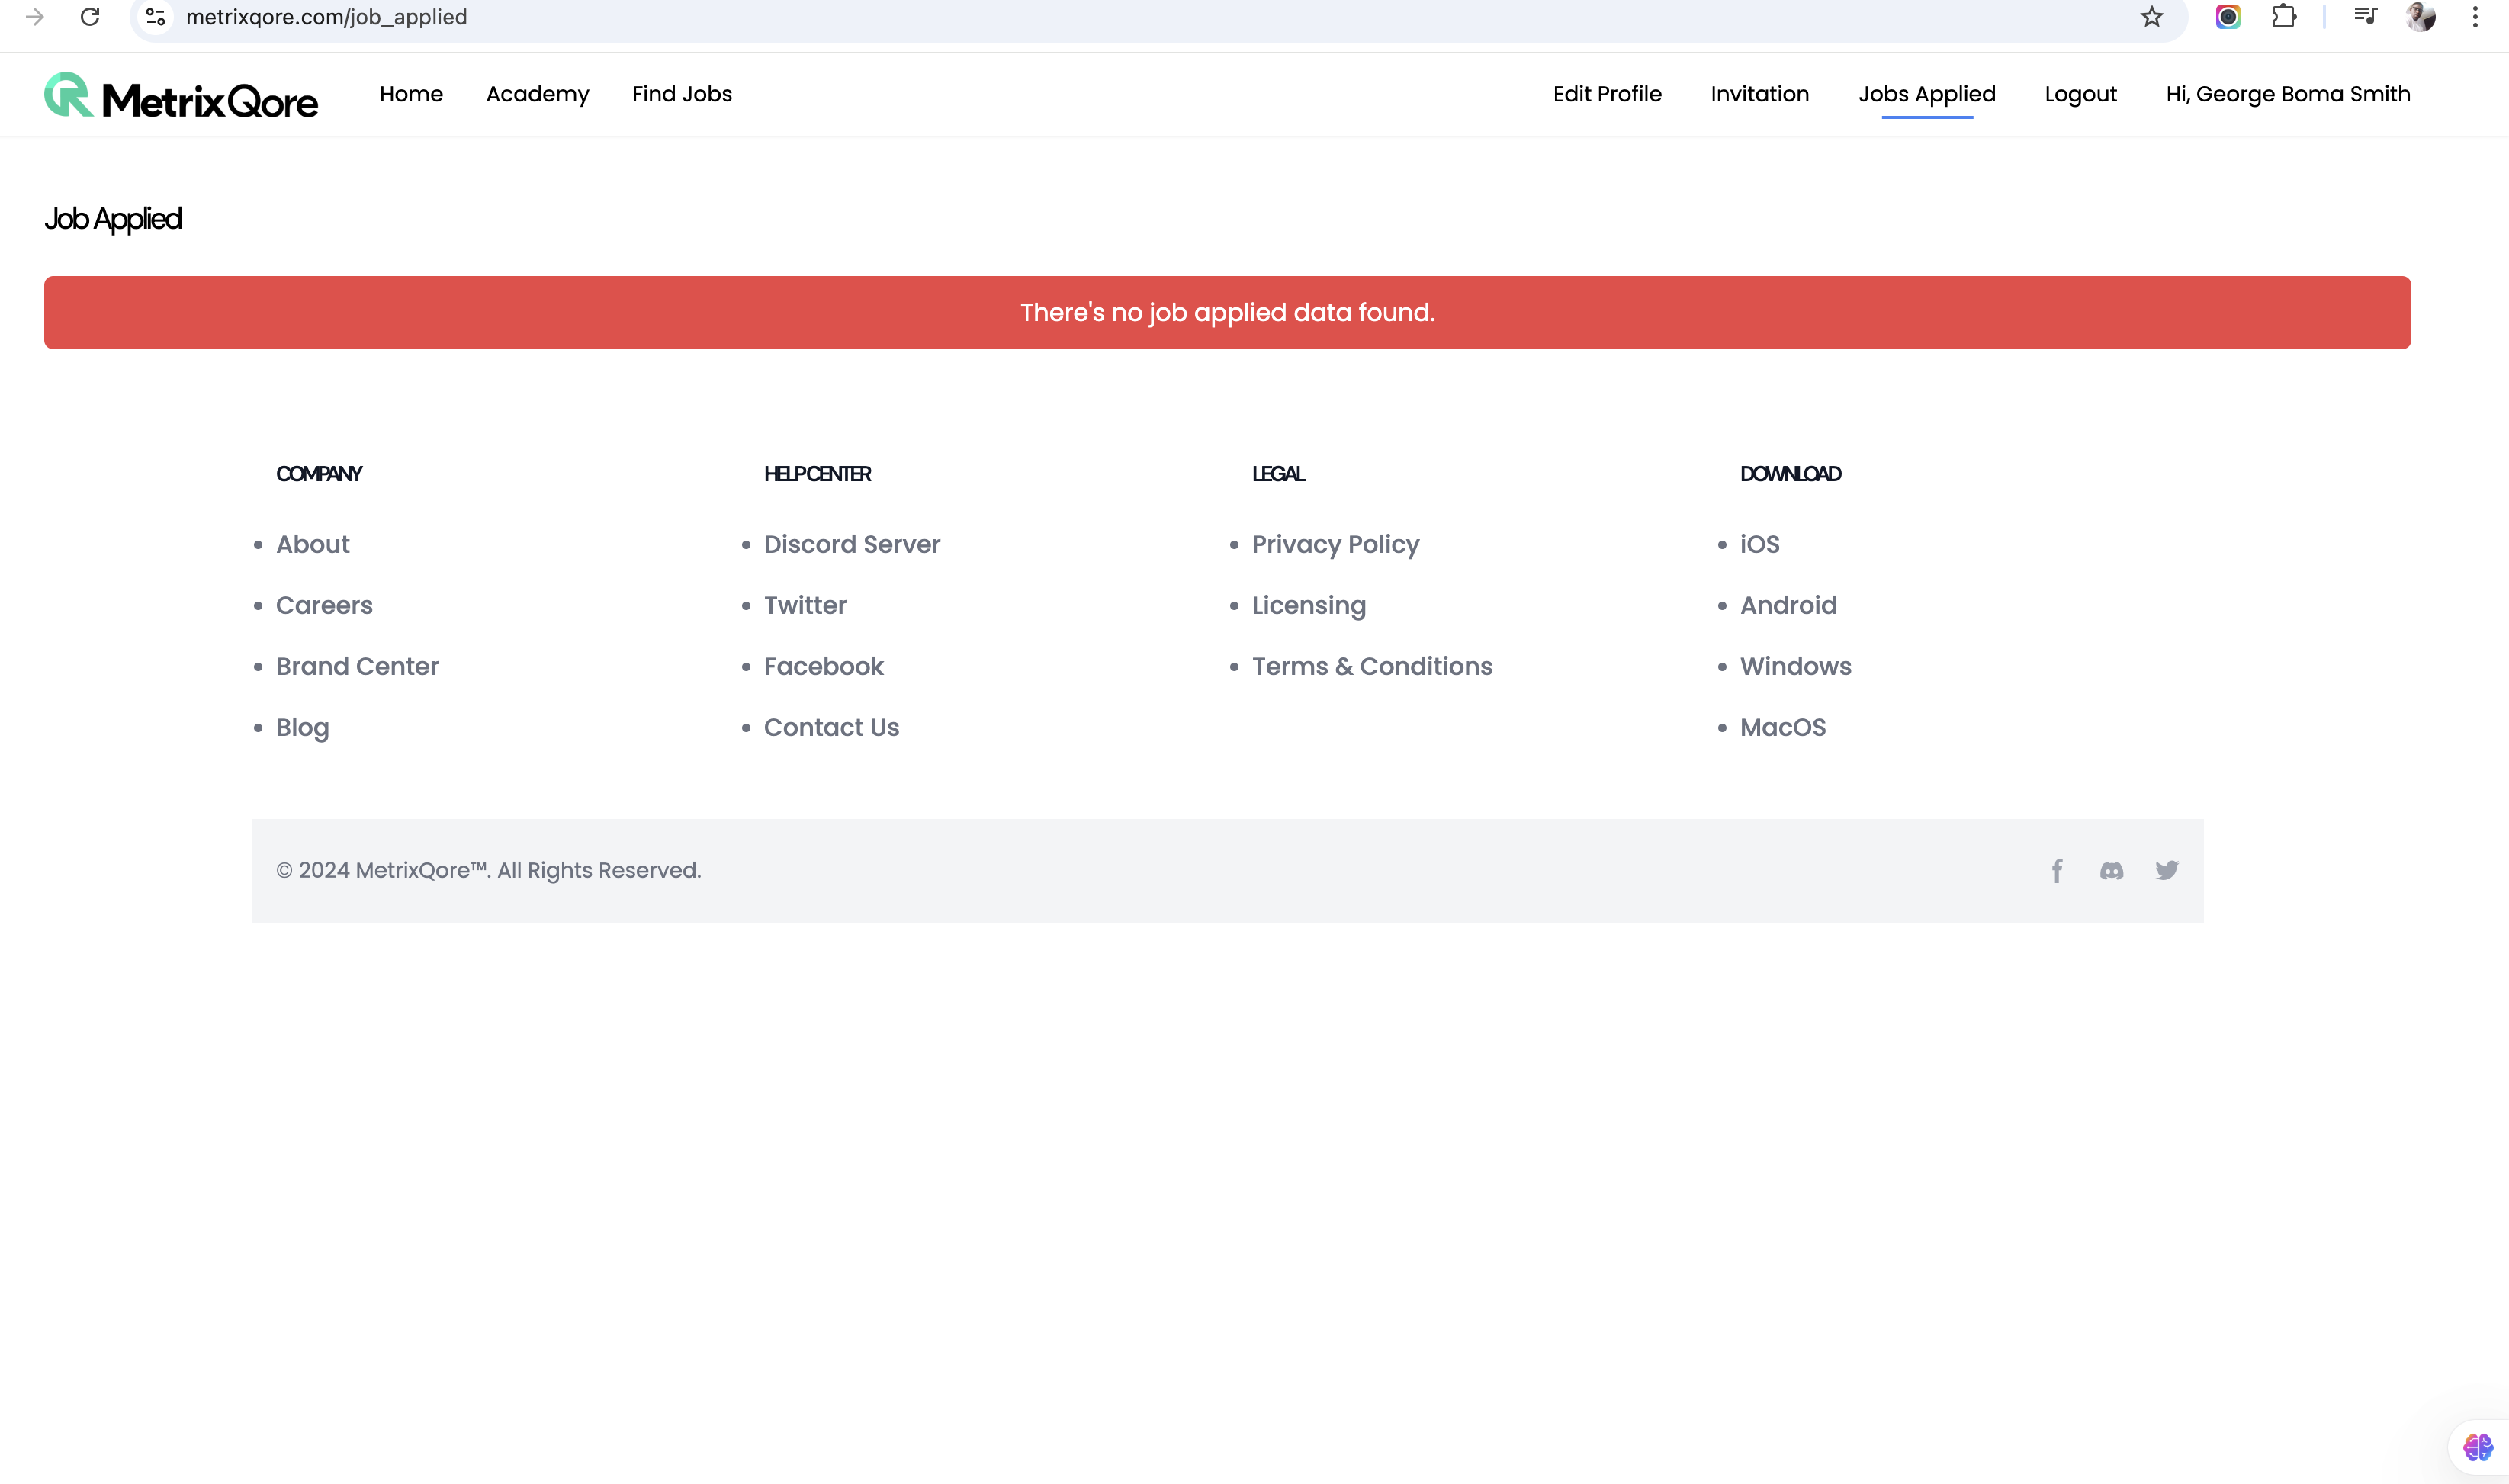 metrixqore.com/job_applied
MetrixQore Home Academy Find Jobs Edit Profile Invitation Jobs Applied Logout Hi, George Boma Smith
Job Applied
There's no job applied data found.
COMPANY
About
Careers
Brand Center
Blog
HELP CENTER
Discord Server
Twitter
Facebook
Contact Us
LEGAL
Privacy Policy
Licensing
Terms & Conditions
DOWNLOAD
iOS
Android
Windows
MacOS
© 2024 MetrixQore™. All Rights Reserved.